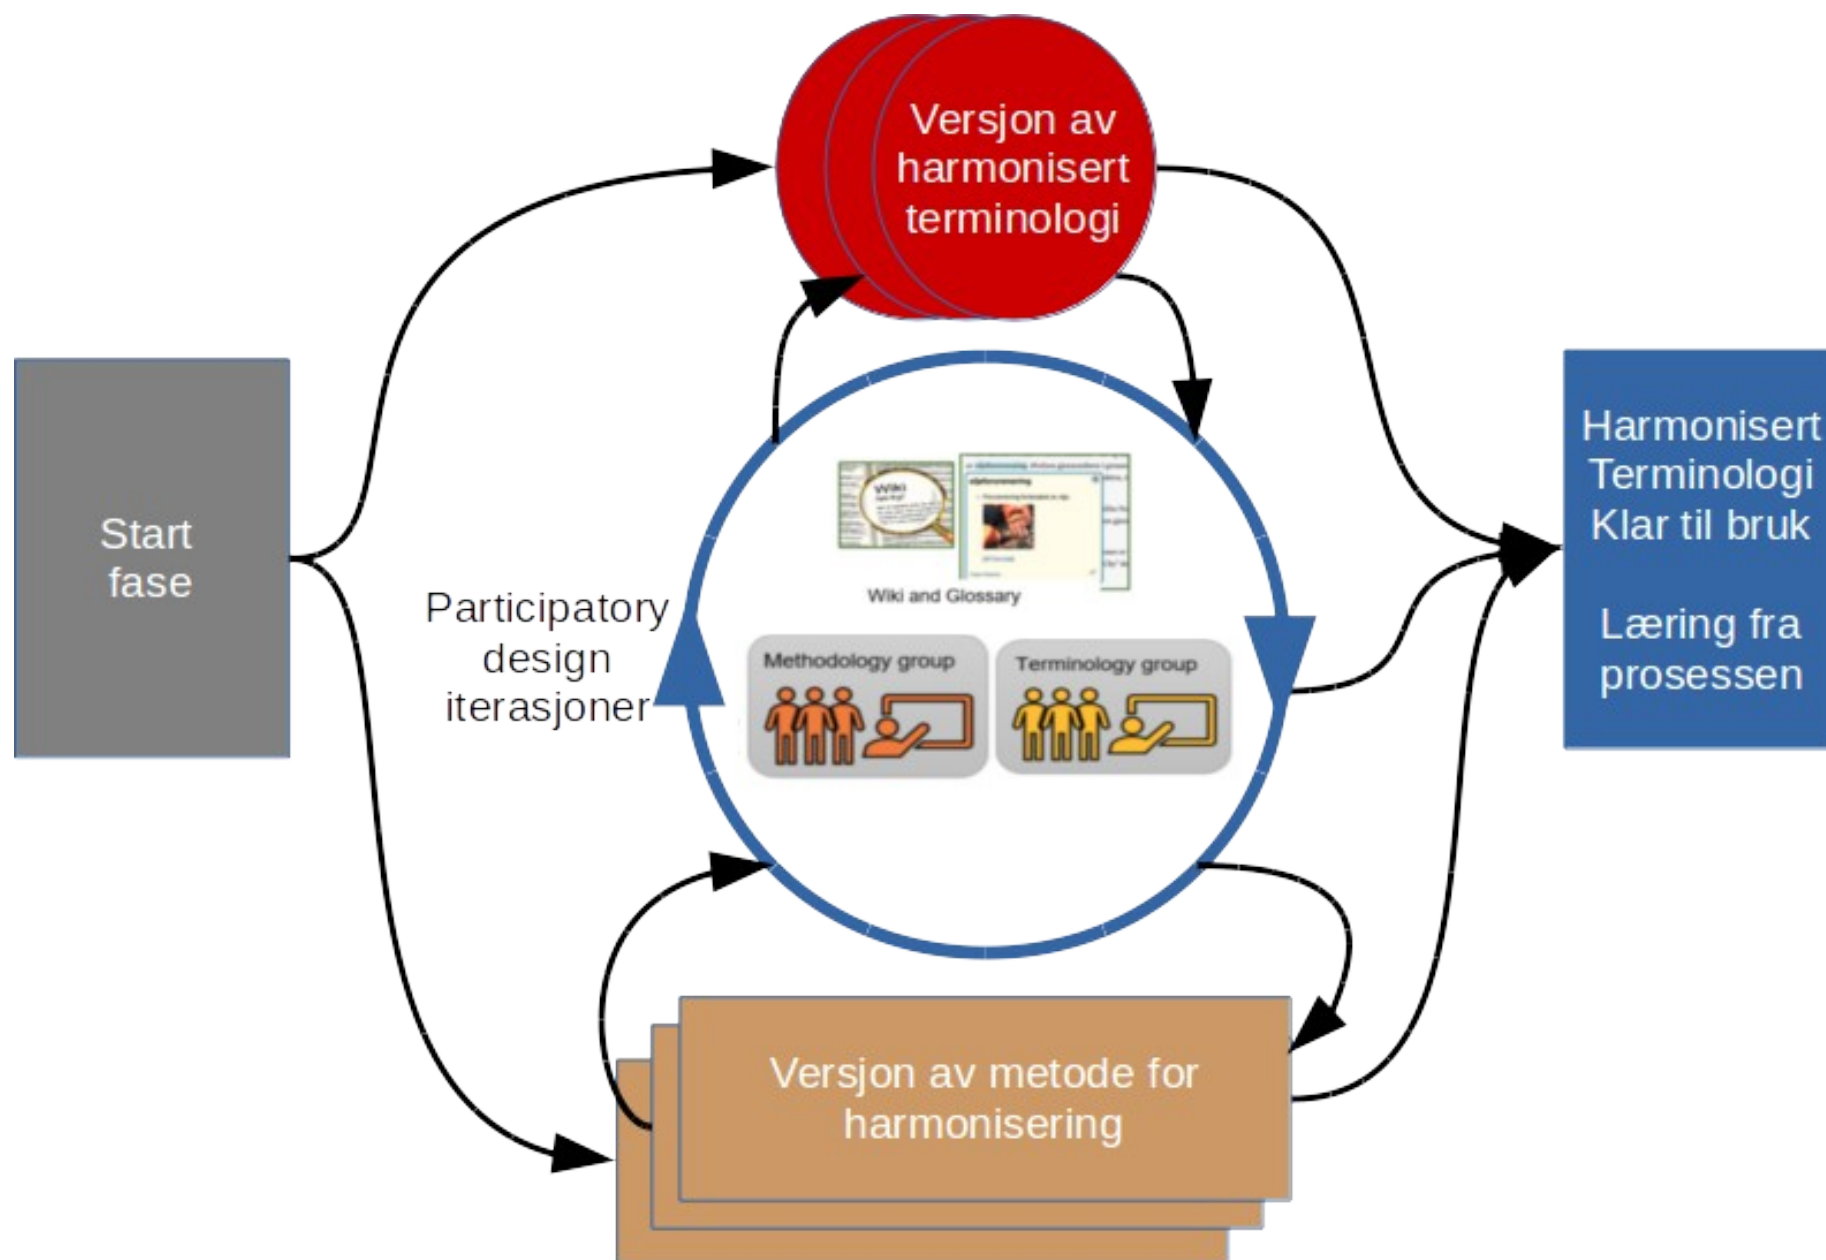 Versjon av
harmonisert
terminologi
Start
fase
Participatory
design
iterasjoner
Wiki
Wiki and Glossary
Methodology group
Terminology group
Harmonisert
Terminologi
Klar til bruk
Læring fra
prosessen
Versjon av metode for
harmonisering